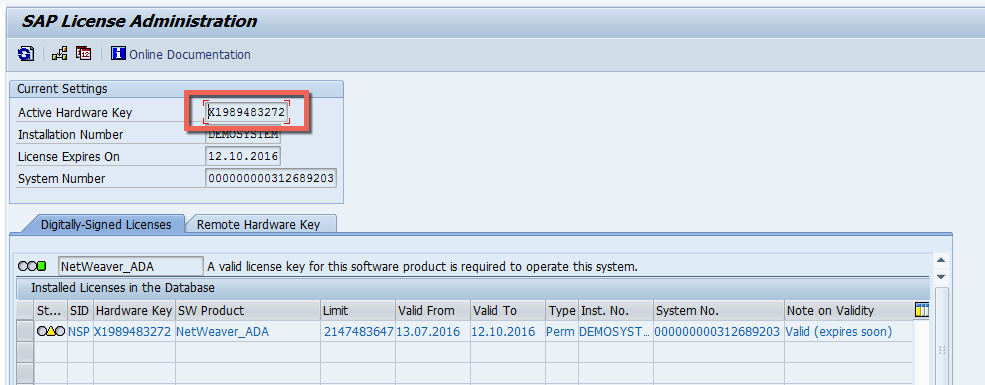 SAP License Administration
Online Documentation
Current Settings
Active Hardware Key X1989483272
Installation Number DEMOSYSTEM
License Expires On 12.10.2016
System Number 000000000312689203
Digitally-Signed Licenses Remote Hardware Key
NetWeaver_ADA A valid license key for this software product is required to operate this system.
Installed Licenses in the Database
St... SID Hardware Key SW Product Limit Valid From Valid To Type Inst. No. System No. Note on Validity
NSP X1989483272 NetWeaver_ADA 2147483647 13.07.2016 12.10.2016 Perm DEMOSYST... 000000000312689203 Valid (expires soon)